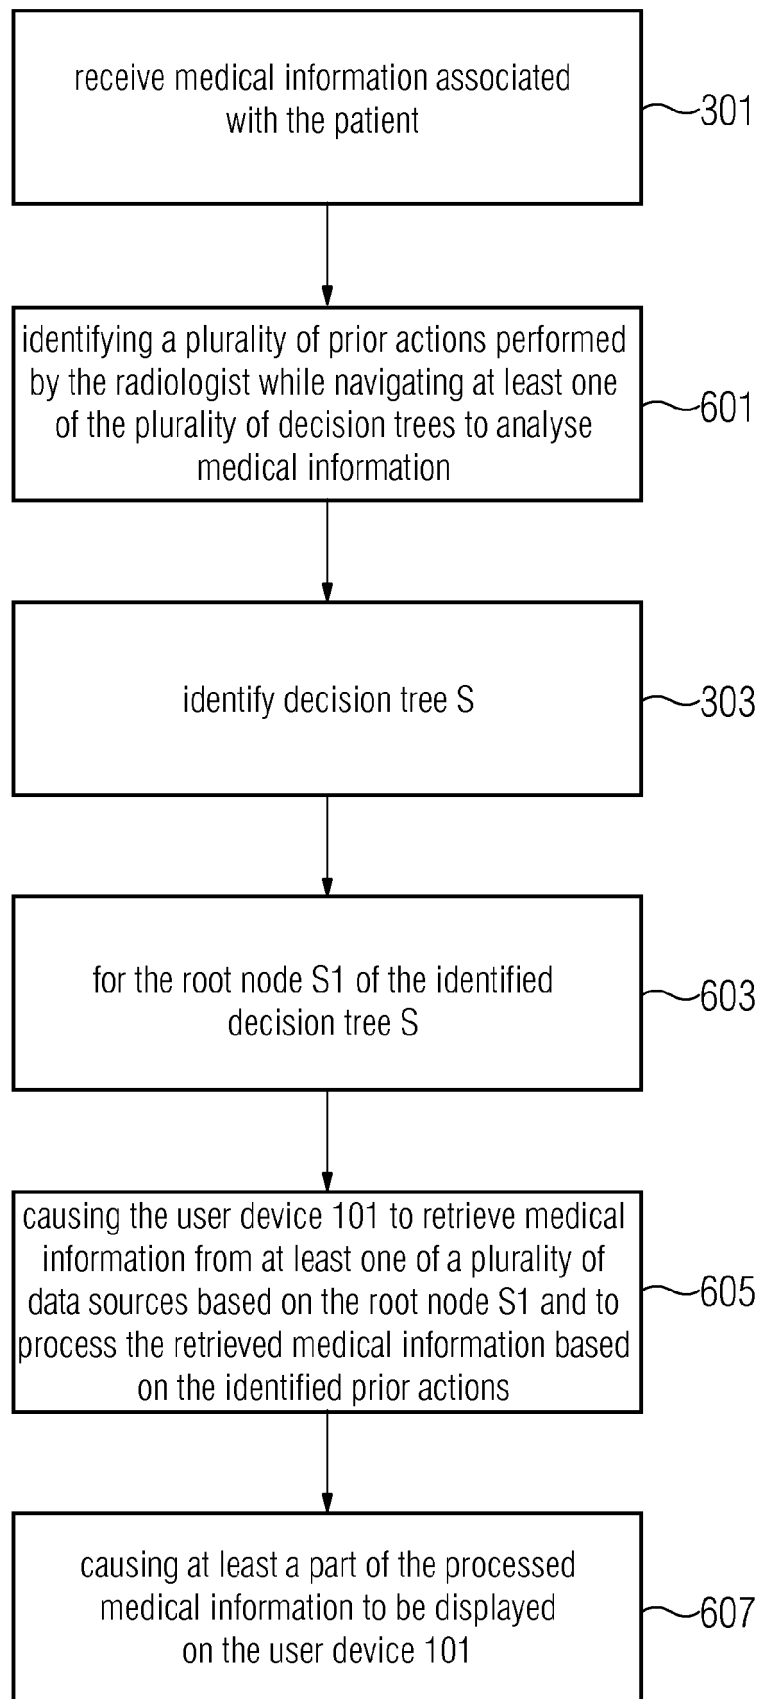 receive medical information associated
with the patient
301
identifying a plurality of prior actions performed
by the radiologist while navigating at least one
of the plurality of decision trees to analyse
medical information
601
identify decision tree S
303
for the root node S1 of the identified
decision tree S
603
causing the user device 101 to retrieve medical
information from at least one of a plurality of
data sources based on the root node S1 and to
process the retrieved medical information based
on the identified prior actions
605
causing at least a part of the processed
medical information to be displayed
on the user device 101
607